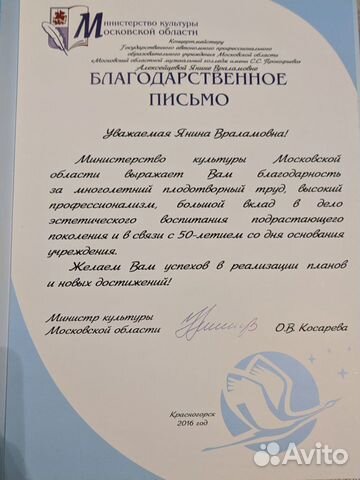 Министерство культуры
Московской области
Концертмейстеру
Государственного автономного профессионального
образовательного учреждения Московской области
«Московский областной музыкальный колледж имени С.С. Прокофьева»
Алексейцевой Янине Враламовне
БЛАГОДАРСТВЕННОЕ
ПИСЬМО
Уважаемая Янина Враламовна!
Министерство культуры Московской
области выражает Вам благодарность
за многолетний плодотворный труд, высокий
профессионализм, большой вклад в дело
эстетического воспитания подрастающего
поколения и в связи с 50-летием со дня основания
учреждения.
Желаем Вам успехов в реализации планов
и новых достижений!
Министр культуры
Московской области
О.В. Косарева
Красногорск
2016 год
Avito